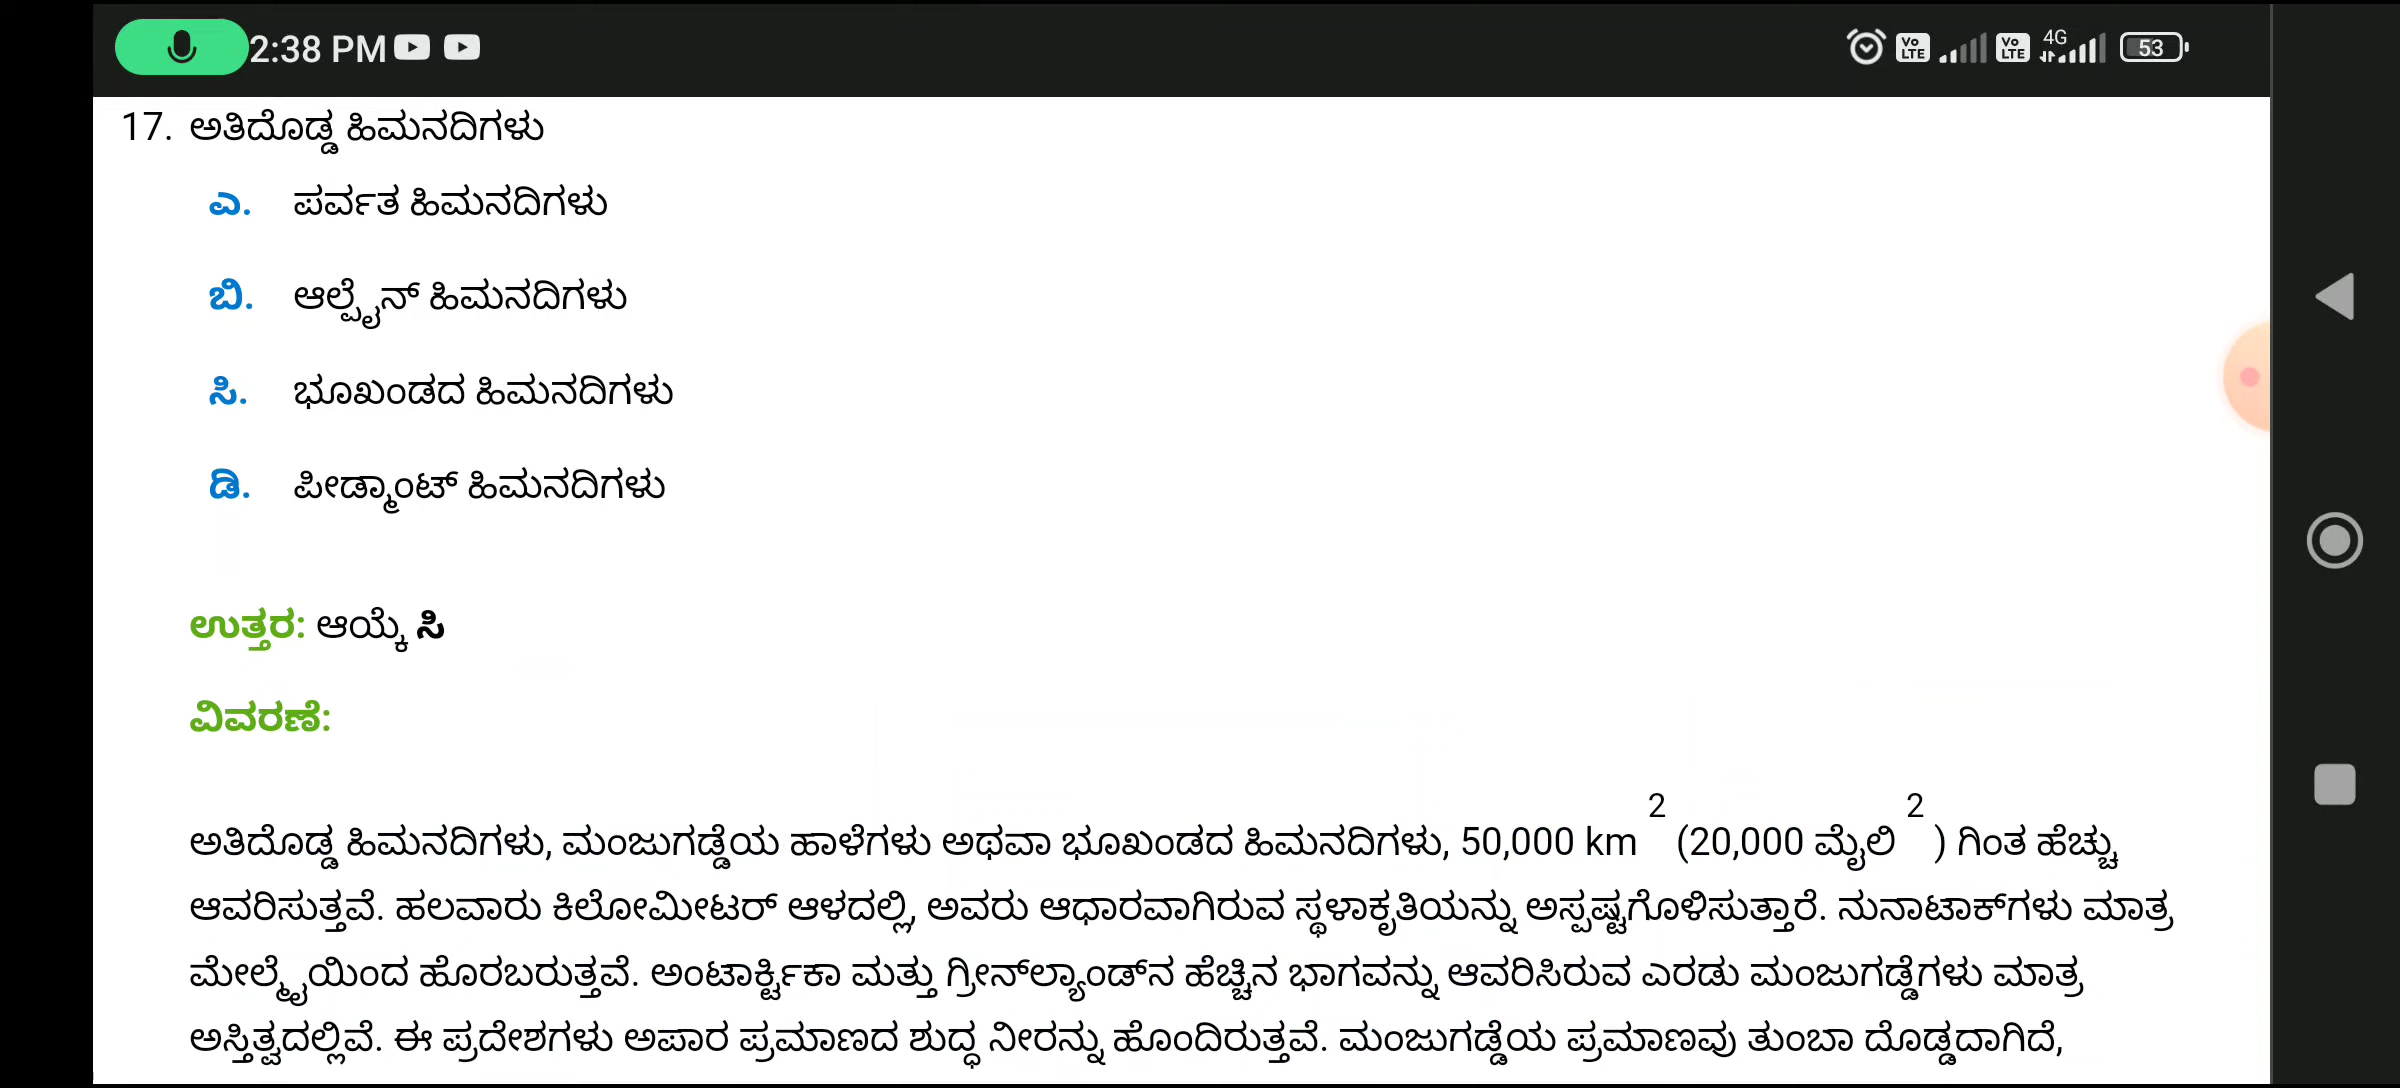 2:38 PM
Vo LTE Vo LTE 4G 53
17. ಅತಿದೊಡ್ಡ ಹಿಮನದಿಗಳು
ಎ. ಪರ್ವತ ಹಿಮನದಿಗಳು
ಬಿ. ಆಲ್ಪೈನ್ ಹಿಮನದಿಗಳು
ಸಿ. ಭೂಖಂಡದ ಹಿಮನದಿಗಳು
ಡಿ. ಪೀಡ್ಮಾಂಟ್ ಹಿಮನದಿಗಳು
ಉತ್ತರ: ಆಯ್ಕೆ ಸಿ
ವಿವರಣೆ:
ಅತಿದೊಡ್ಡ ಹಿಮನದಿಗಳು, ಮಂಜುಗಡ್ಡೆಯ ಹಾಳೆಗಳು ಅಥವಾ ಭೂಖಂಡದ ಹಿಮನದಿಗಳು, 50,000 km 2 (20,000 ಮೈಲಿ 2 ) ಗಿಂತ ಹೆಚ್ಚು
ಆವರಿಸುತ್ತವೆ. ಹಲವಾರು ಕಿಲೋಮೀಟರ್ ಆಳದಲ್ಲಿ, ಅವರು ಆಧಾರವಾಗಿರುವ ಸ್ಥಳಾಕೃತಿಯನ್ನು ಅಸ್ಪಷ್ಟಗೊಳಿಸುತ್ತಾರೆ. ನುನಾಟಾಕ್‌ಗಳು ಮಾತ್ರ
ಮೇಲ್ಮೈಯಿಂದ ಹೊರಬರುತ್ತವೆ. ಅಂಟಾರ್ಕ್ಟಿಕಾ ಮತ್ತು ಗ್ರೀನ್‌ಲ್ಯಾಂಡ್‌ನ ಹೆಚ್ಚಿನ ಭಾಗವನ್ನು ಆವರಿಸಿರುವ ಎರಡು ಮಂಜುಗಡ್ಡೆಗಳು ಮಾತ್ರ
ಅಸ್ತಿತ್ವದಲ್ಲಿವೆ. ಈ ಪ್ರದೇಶಗಳು ಅಪಾರ ಪ್ರಮಾಣದ ಶುದ್ಧ ನೀರನ್ನು ಹೊಂದಿರುತ್ತವೆ. ಮಂಜುಗಡ್ಡೆಯ ಪ್ರಮಾಣವು ತುಂಬಾ ದೊಡ್ಡದಾಗಿದೆ,